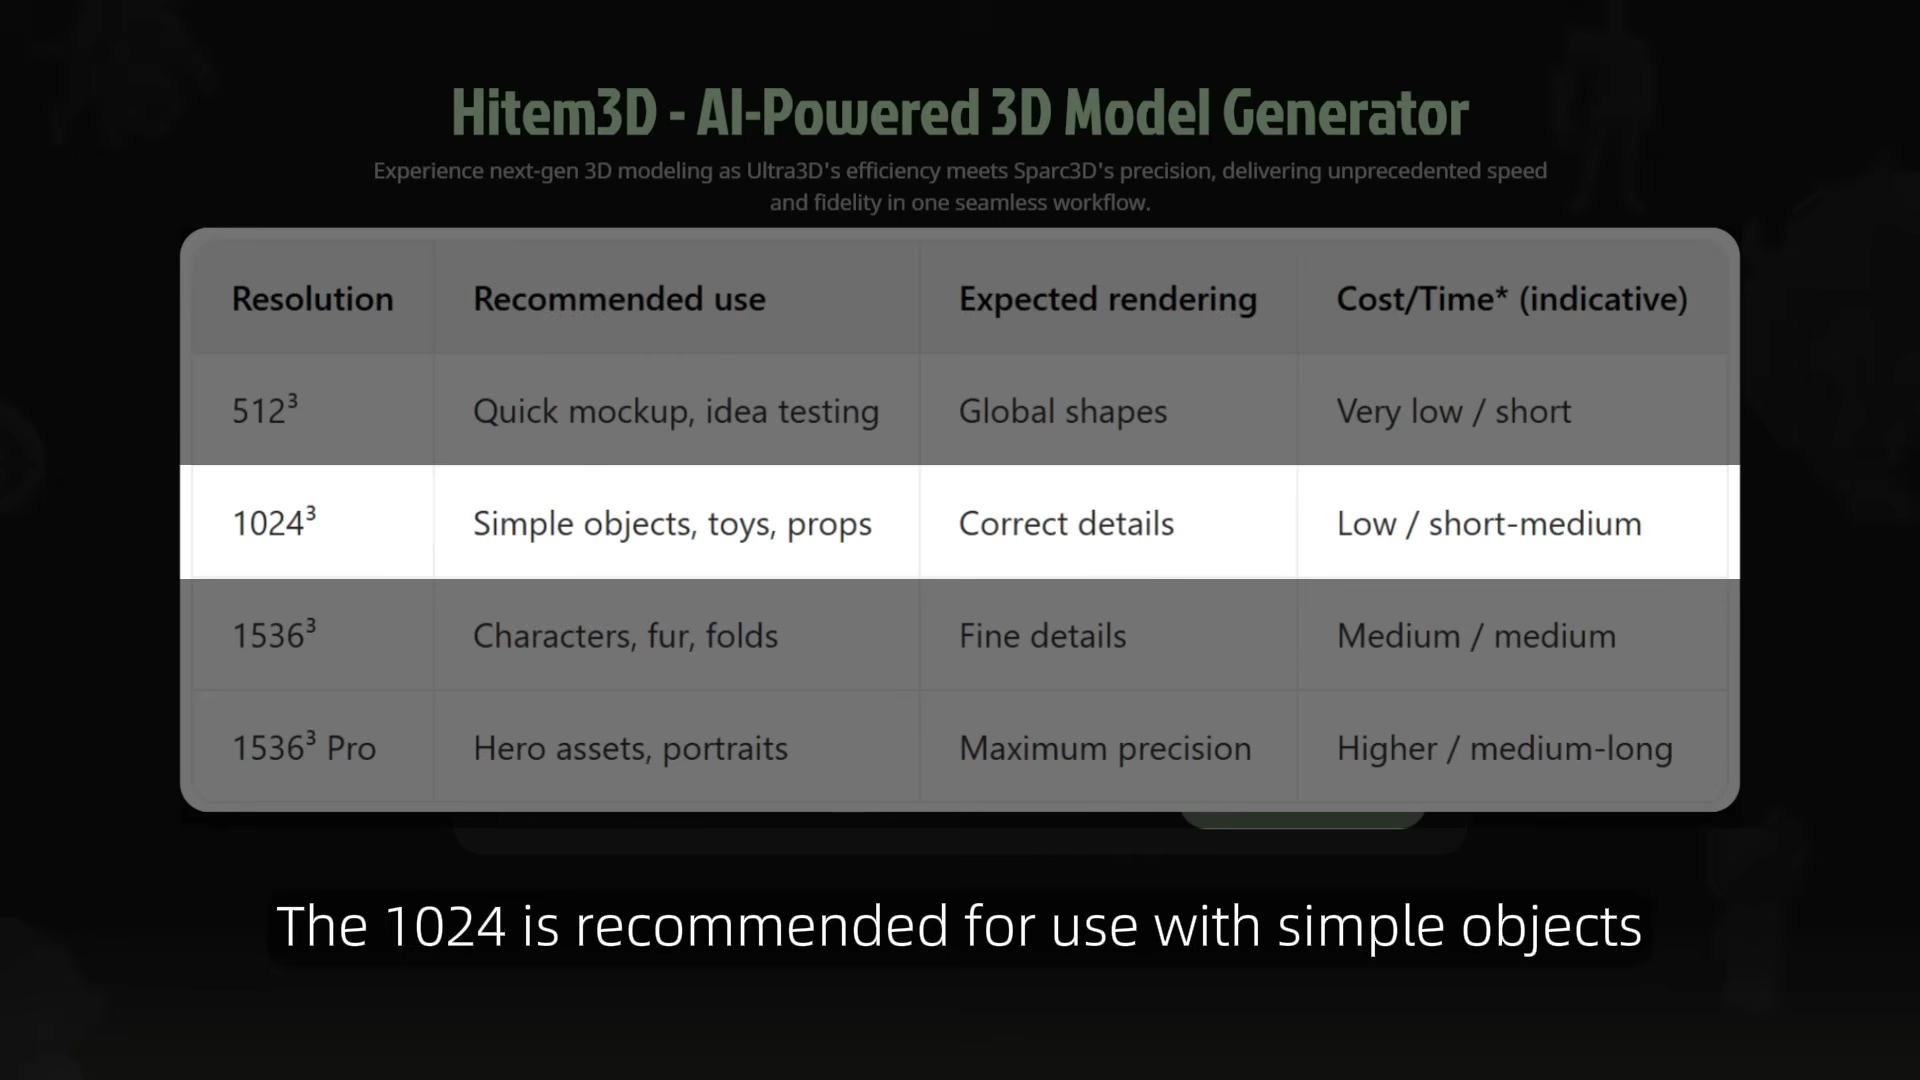 Hitem3D - AI-Powered 3D Model Generator
Experience next-gen 3D modeling as Ultra3D's efficiency meets Sparc3D's precision, delivering unprecedented speed
and fidelity in one seamless workflow.
Resolution Recommended use Expected rendering Cost/Time* (indicative)
512³ Quick mockup, idea testing Global shapes Very low / short
1024³ Simple objects, toys, props Correct details Low / short-medium
1536³ Characters, fur, folds Fine details Medium / medium
1536³ Pro Hero assets, portraits Maximum precision Higher / medium-long
The 1024 is recommended for use with simple objects